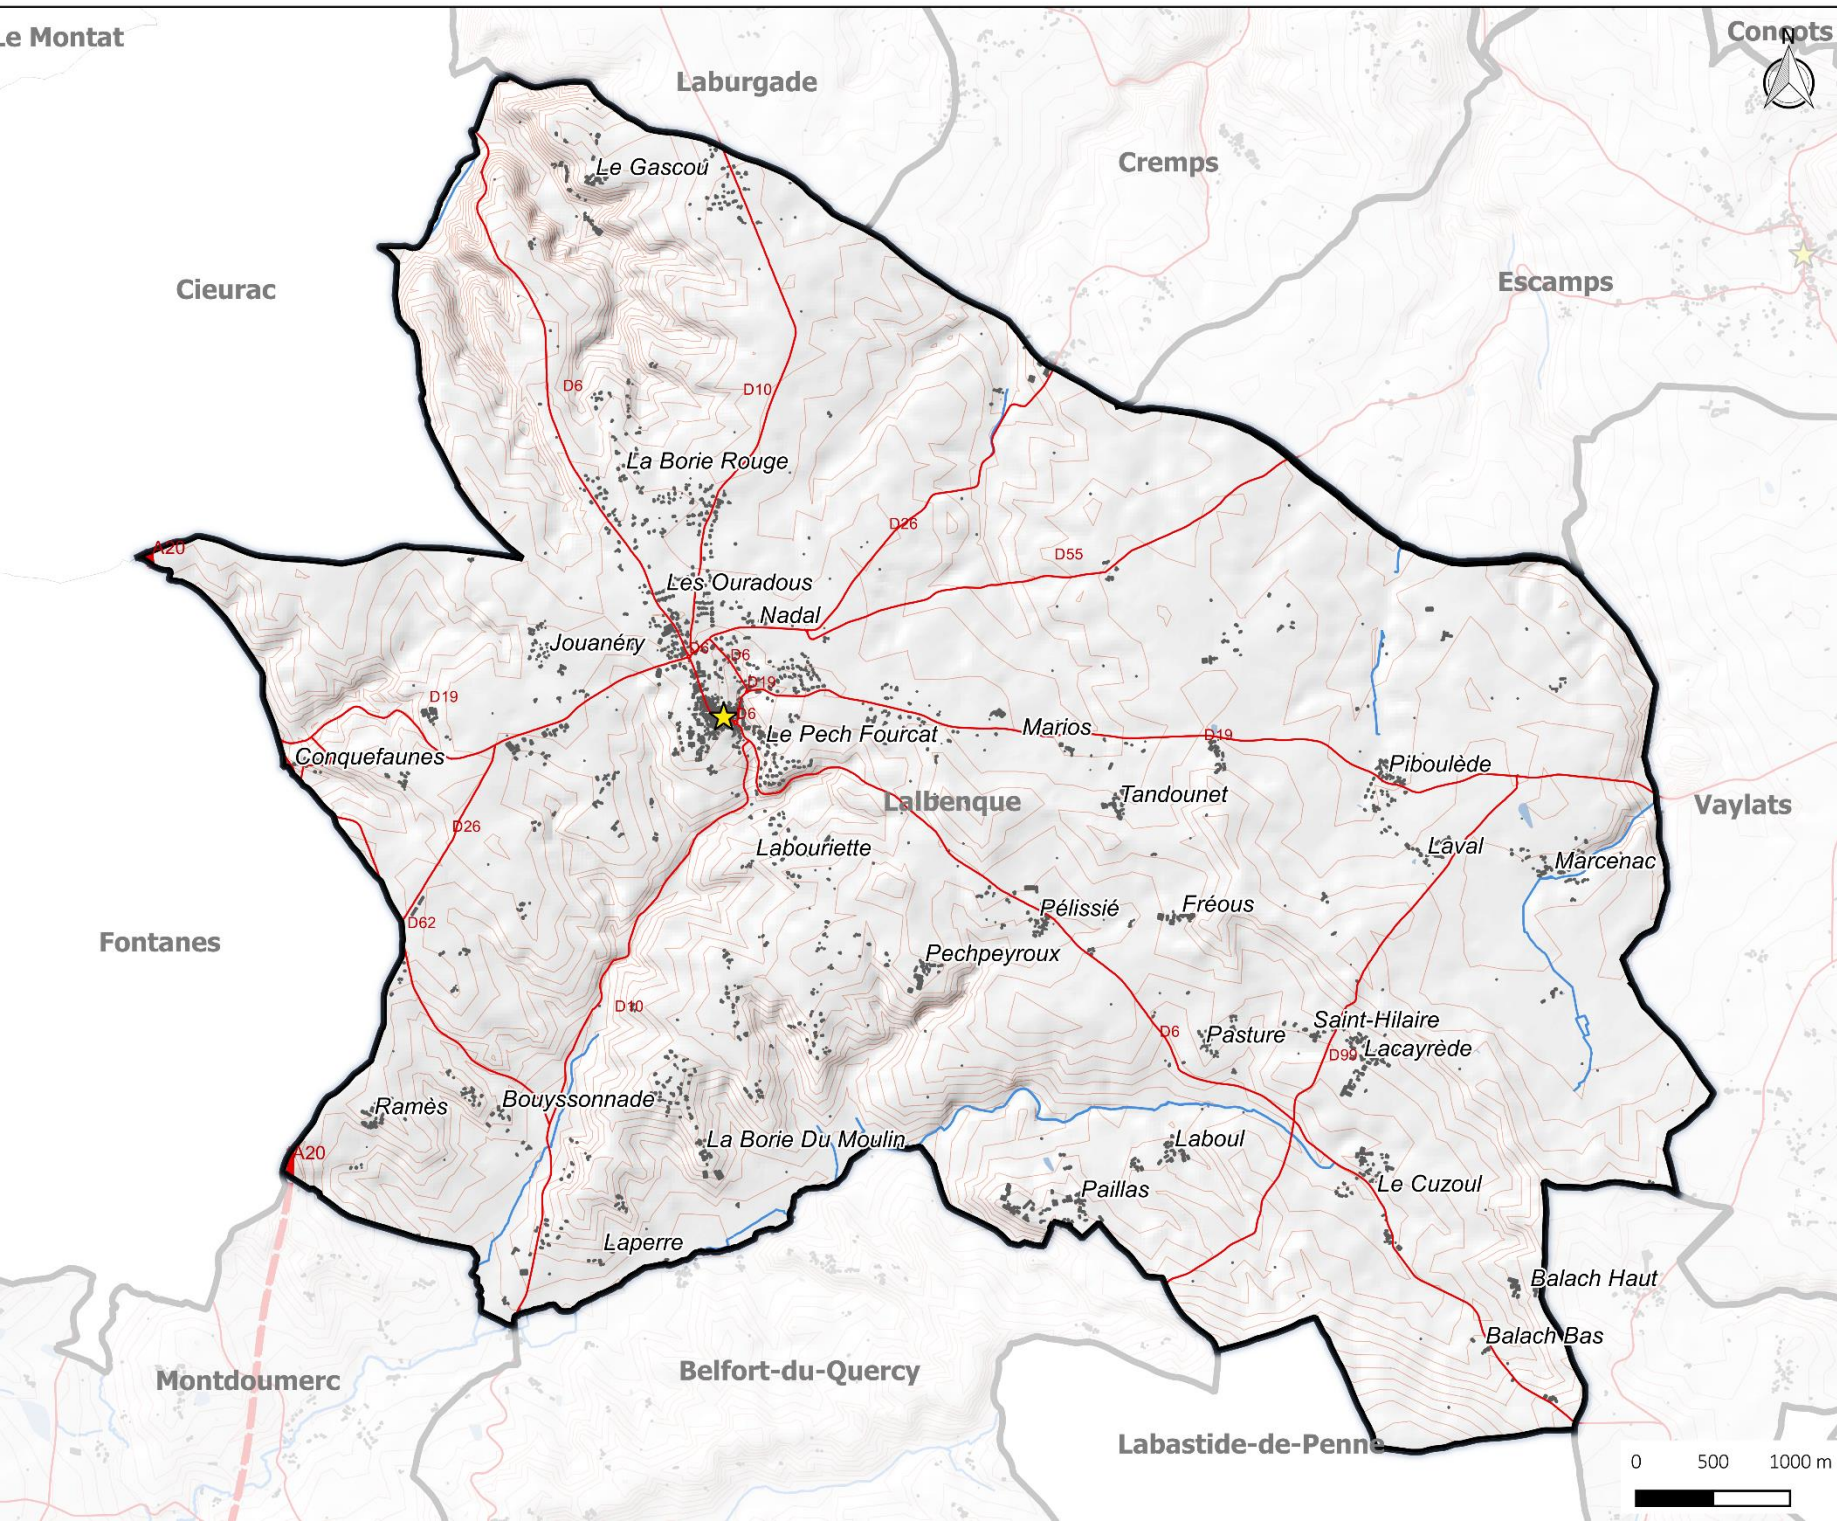 Le Montat
Concots
N
Laburgade
Cremps
Le Gascou
Cieurac
Escamps
D6
D10
La Borie Rouge
D26
A20
D55
Les Ouradous
Nadal
Jouanéry
D6
D6
D19
D19
D6
Le Pech Fourcat
Marios
D19
Conquefaunes
Piboulède
Tandounet
Lalbenque
Vaylats
D26
Labouriette
Laval
Marcenac
Pélissié
Fréous
D62
Fontanes
Pechpeyroux
D10
Saint-Hilaire
D6
Pasture
Lacayrède
D99
Bouyssonnade
Ramès
La Borie Du Moulin
Laboul
A20
Paillas
Le Cuzoul
Laperre
Balach Haut
Balach Bas
Montdoumerc
Belfort-du-Quercy
Labastide-de-Penne
0 500 1000 m